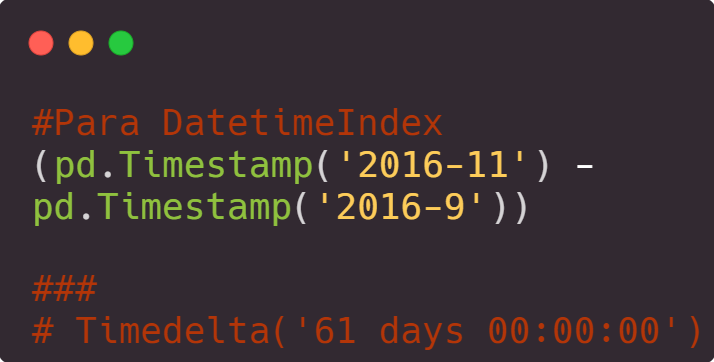 #Para DatetimeIndex
(pd.Timestamp('2016-11') -
pd.Timestamp('2016-9'))
###
# Timedelta('61 days 00:00:00')